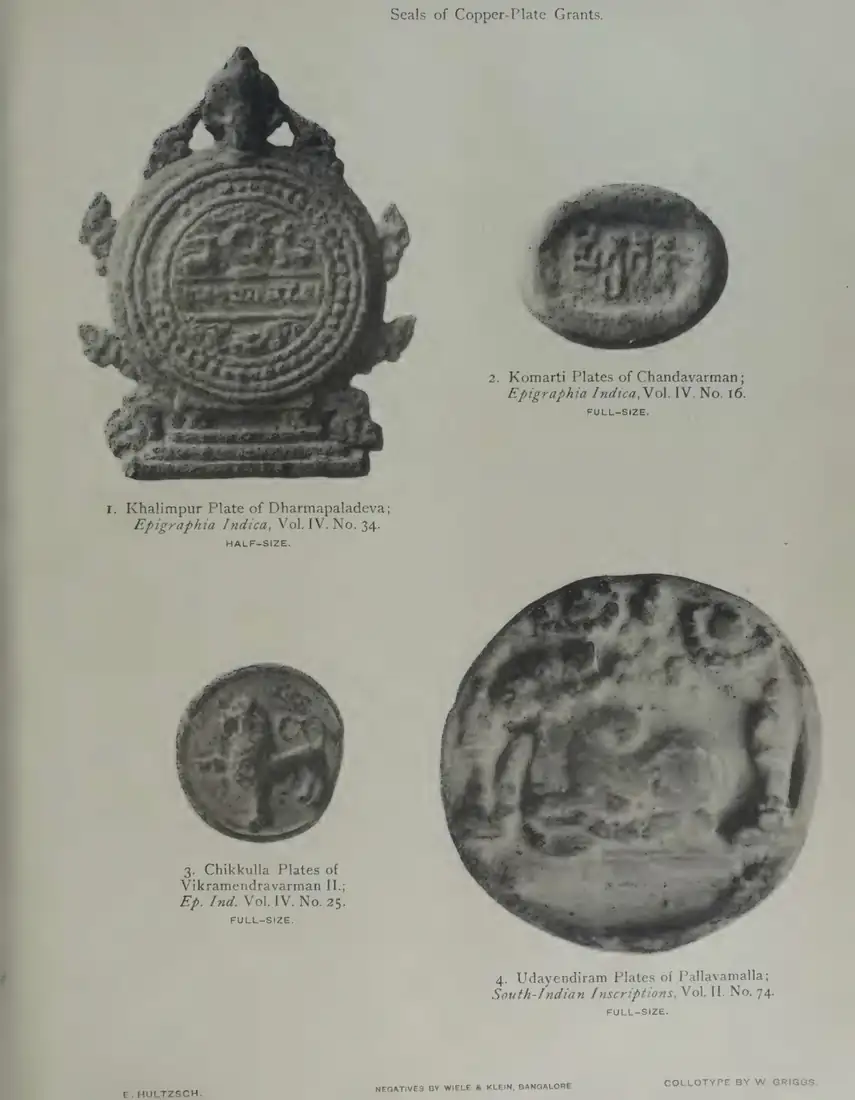 Seals of Copper-Plate Grants.
1. Khalimpur Plate of Dharmapaladeva;
Epigraphia Indica, Vol. IV. No. 34.
HALF-SIZE.
2. Komarti Plates of Chandavarman;
Epigraphia Indica, Vol. IV. No. 16.
FULL-SIZE.
3. Chikkulla Plates of
Vikramendravarman II.;
Ep. Ind. Vol. IV. No. 25.
FULL-SIZE.
4. Udayendiram Plates of Pallavamalla;
South-Indian Inscriptions, Vol. II. No. 74.
FULL-SIZE.
E. HULTZSCH.
NEGATIVES BY WIELE & KLEIN, BANGALORE
COLLOTYPE BY W. GRIGGS.